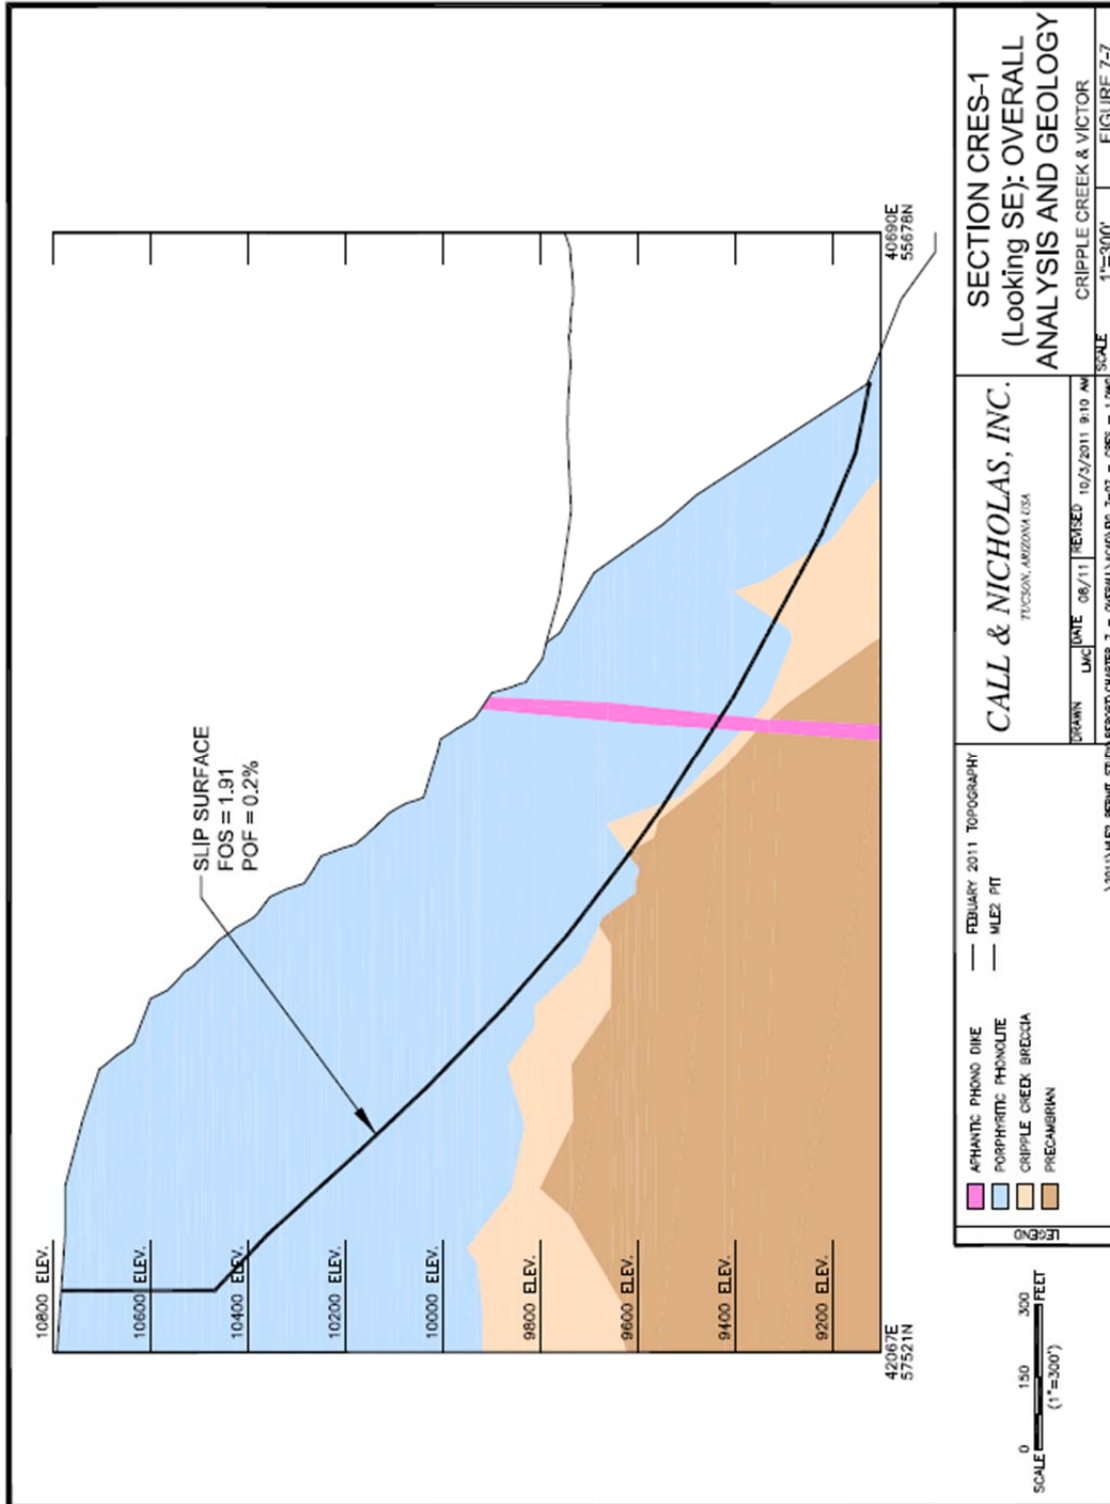 10800 ELEV.
10600 ELEV.
10400 ELEV.
10200 ELEV.
10000 ELEV.
9800 ELEV.
9600 ELEV.
9400 ELEV.
9200 ELEV.
SLIP SURFACE
FOS = 1.91
POF = 0.2%
42067E
57521N
40690E
55678N
SCALE 0 150 300 FEET
(1"=300')
LEGEND
APHANTIC PHONO DIKE
PORPHYRITIC PHONOLITE
CRIPPLE CREEK BRECCIA
PRECAMBRIAN
FEBUARY 2011 TOPOGRAPHY
MLE2 PIT
CALL & NICHOLAS, INC.
TUCSON, ARIZONA USA
DRAWN LMC DATE 08/11 REVISED 10/3/2011 9:10 AM
SECTION CRES-1
(Looking SE): OVERALL
ANALYSIS AND GEOLOGY
CRIPPLE CREEK & VICTOR
SCALE 1"=300' FIGURE 7-7